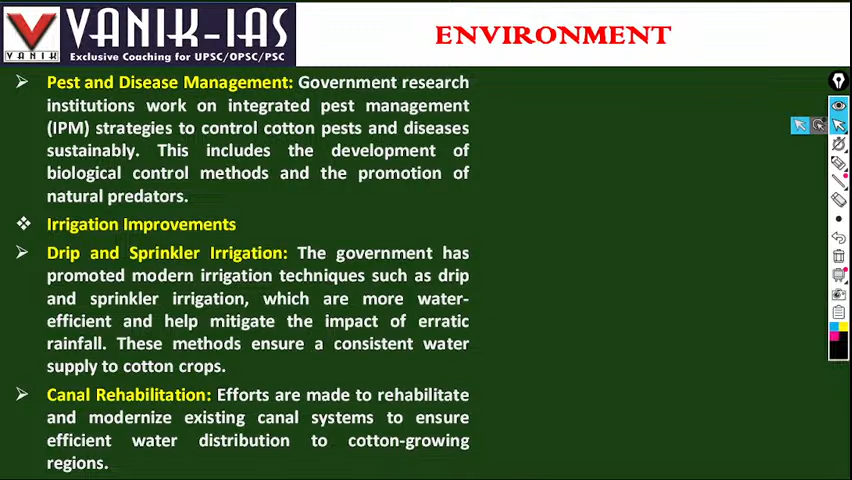 VANIK-IAS
VANIK
Exclusive Coaching for UPSC/OPSC/PSC
ENVIRONMENT
Pest and Disease Management: Government research
institutions work on integrated pest management
(IPM) strategies to control cotton pests and diseases
sustainably. This includes the development of
biological control methods and the promotion of
natural predators.
Irrigation Improvements
Drip and Sprinkler Irrigation: The government has
promoted modern irrigation techniques such as drip
and sprinkler irrigation, which are more water-
efficient and help mitigate the impact of erratic
rainfall. These methods ensure a consistent water
supply to cotton crops.
Canal Rehabilitation: Efforts are made to rehabilitate
and modernize existing canal systems to ensure
efficient water distribution to cotton-growing
regions.